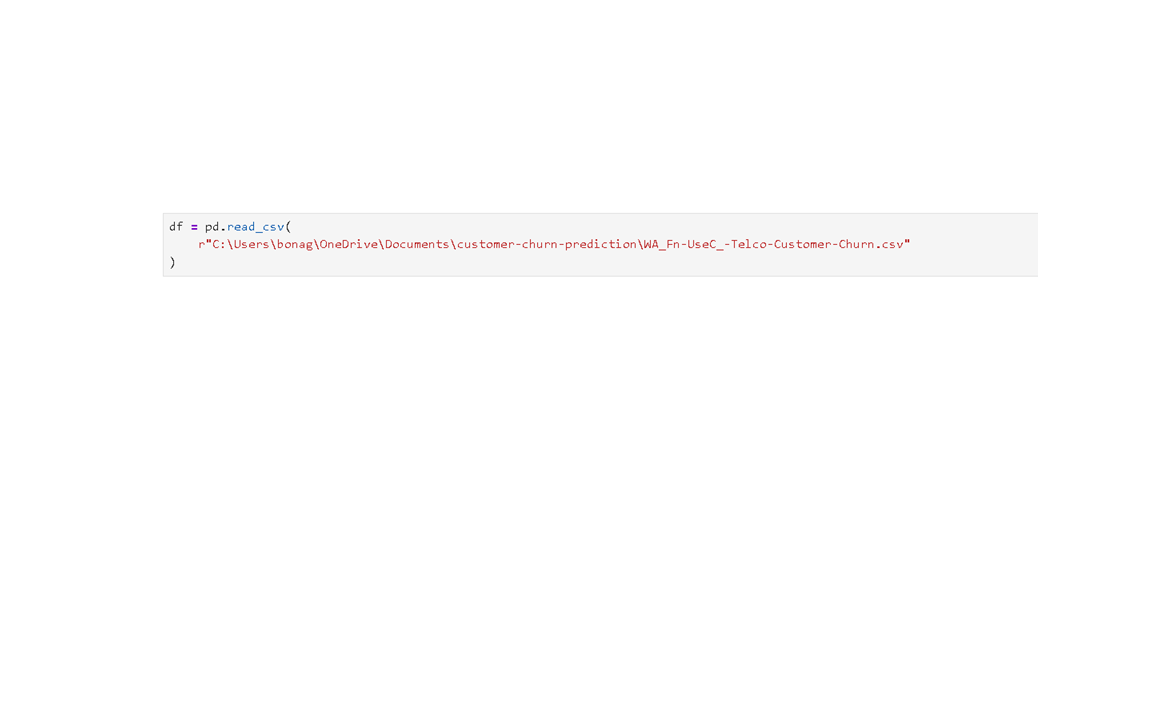 df = pd.read_csv(
    r"C:\Users\bonag\OneDrive\Documents\customer-churn-prediction\WA_Fn-UseC_-Telco-Customer-Churn.csv"
)